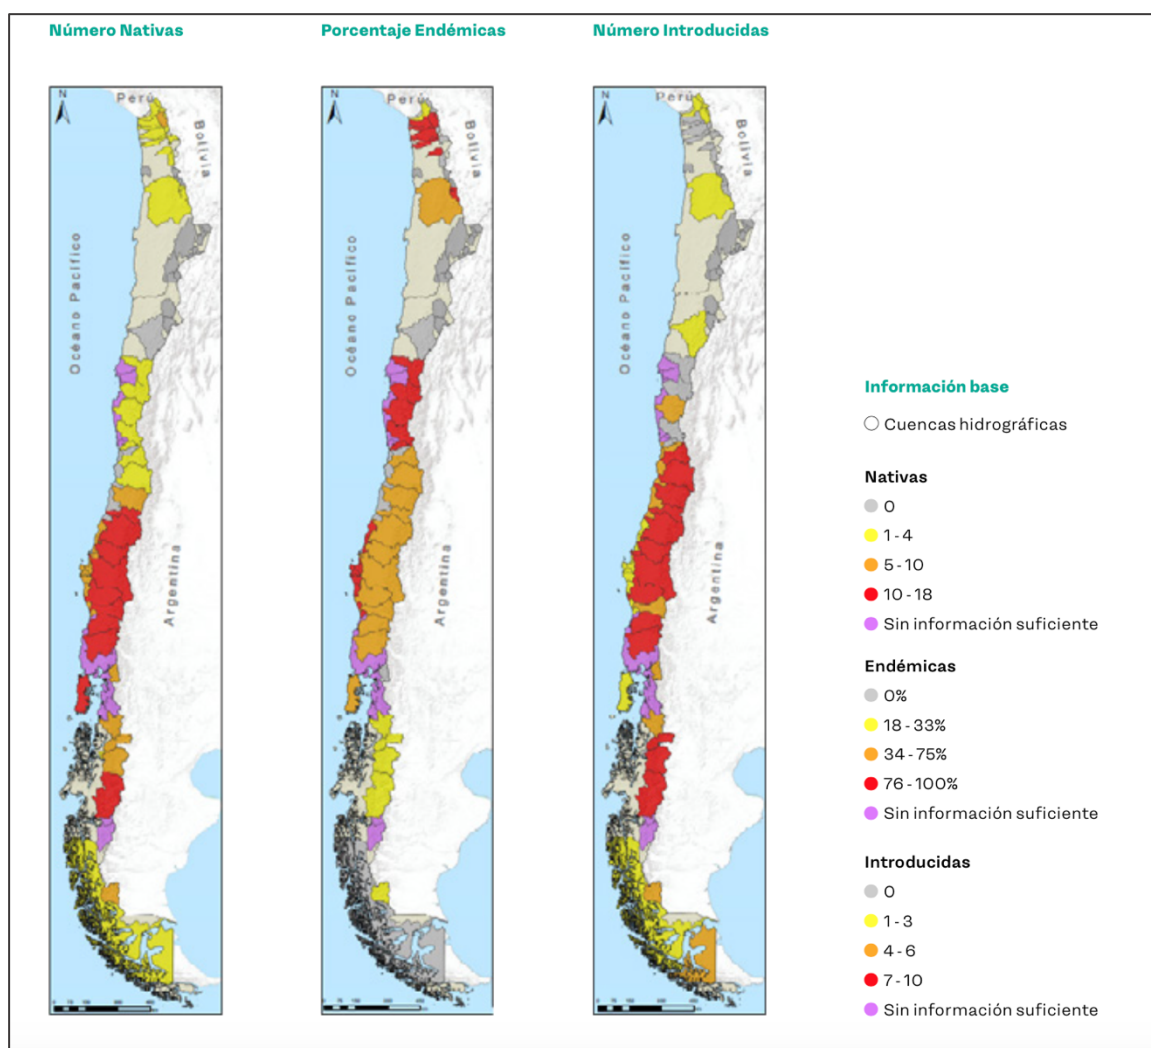 Número Nativas
Porcentaje Endémicas
Número Introducidas
N
Perú
Bolivia
Océano Pacífico
Argentina
N
Perú
Bolivia
Océano Pacífico
Argentina
N
Perú
Bolivia
Océano Pacífico
Argentina
Información base
Cuencas hidrográficas
Nativas
0
1 - 4
5 - 10
10 - 18
Sin información suficiente
Endémicas
0%
18 - 33%
34 - 75%
76 - 100%
Sin información suficiente
Introducidas
0
1 - 3
4 - 6
7 - 10
Sin información suficiente